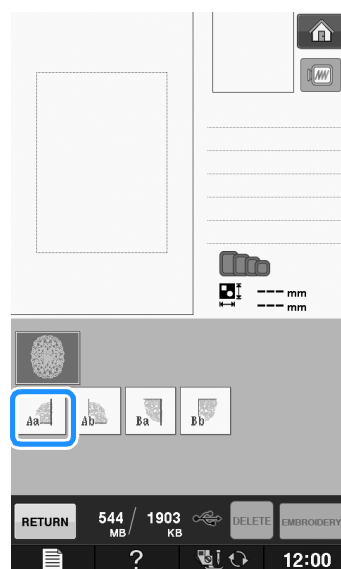 --- mm
--- mm
Aa
Ab
Ba
Bb
RETURN
544 MB / 1903 KB
DELETE
EMBROIDERY
?
12:00